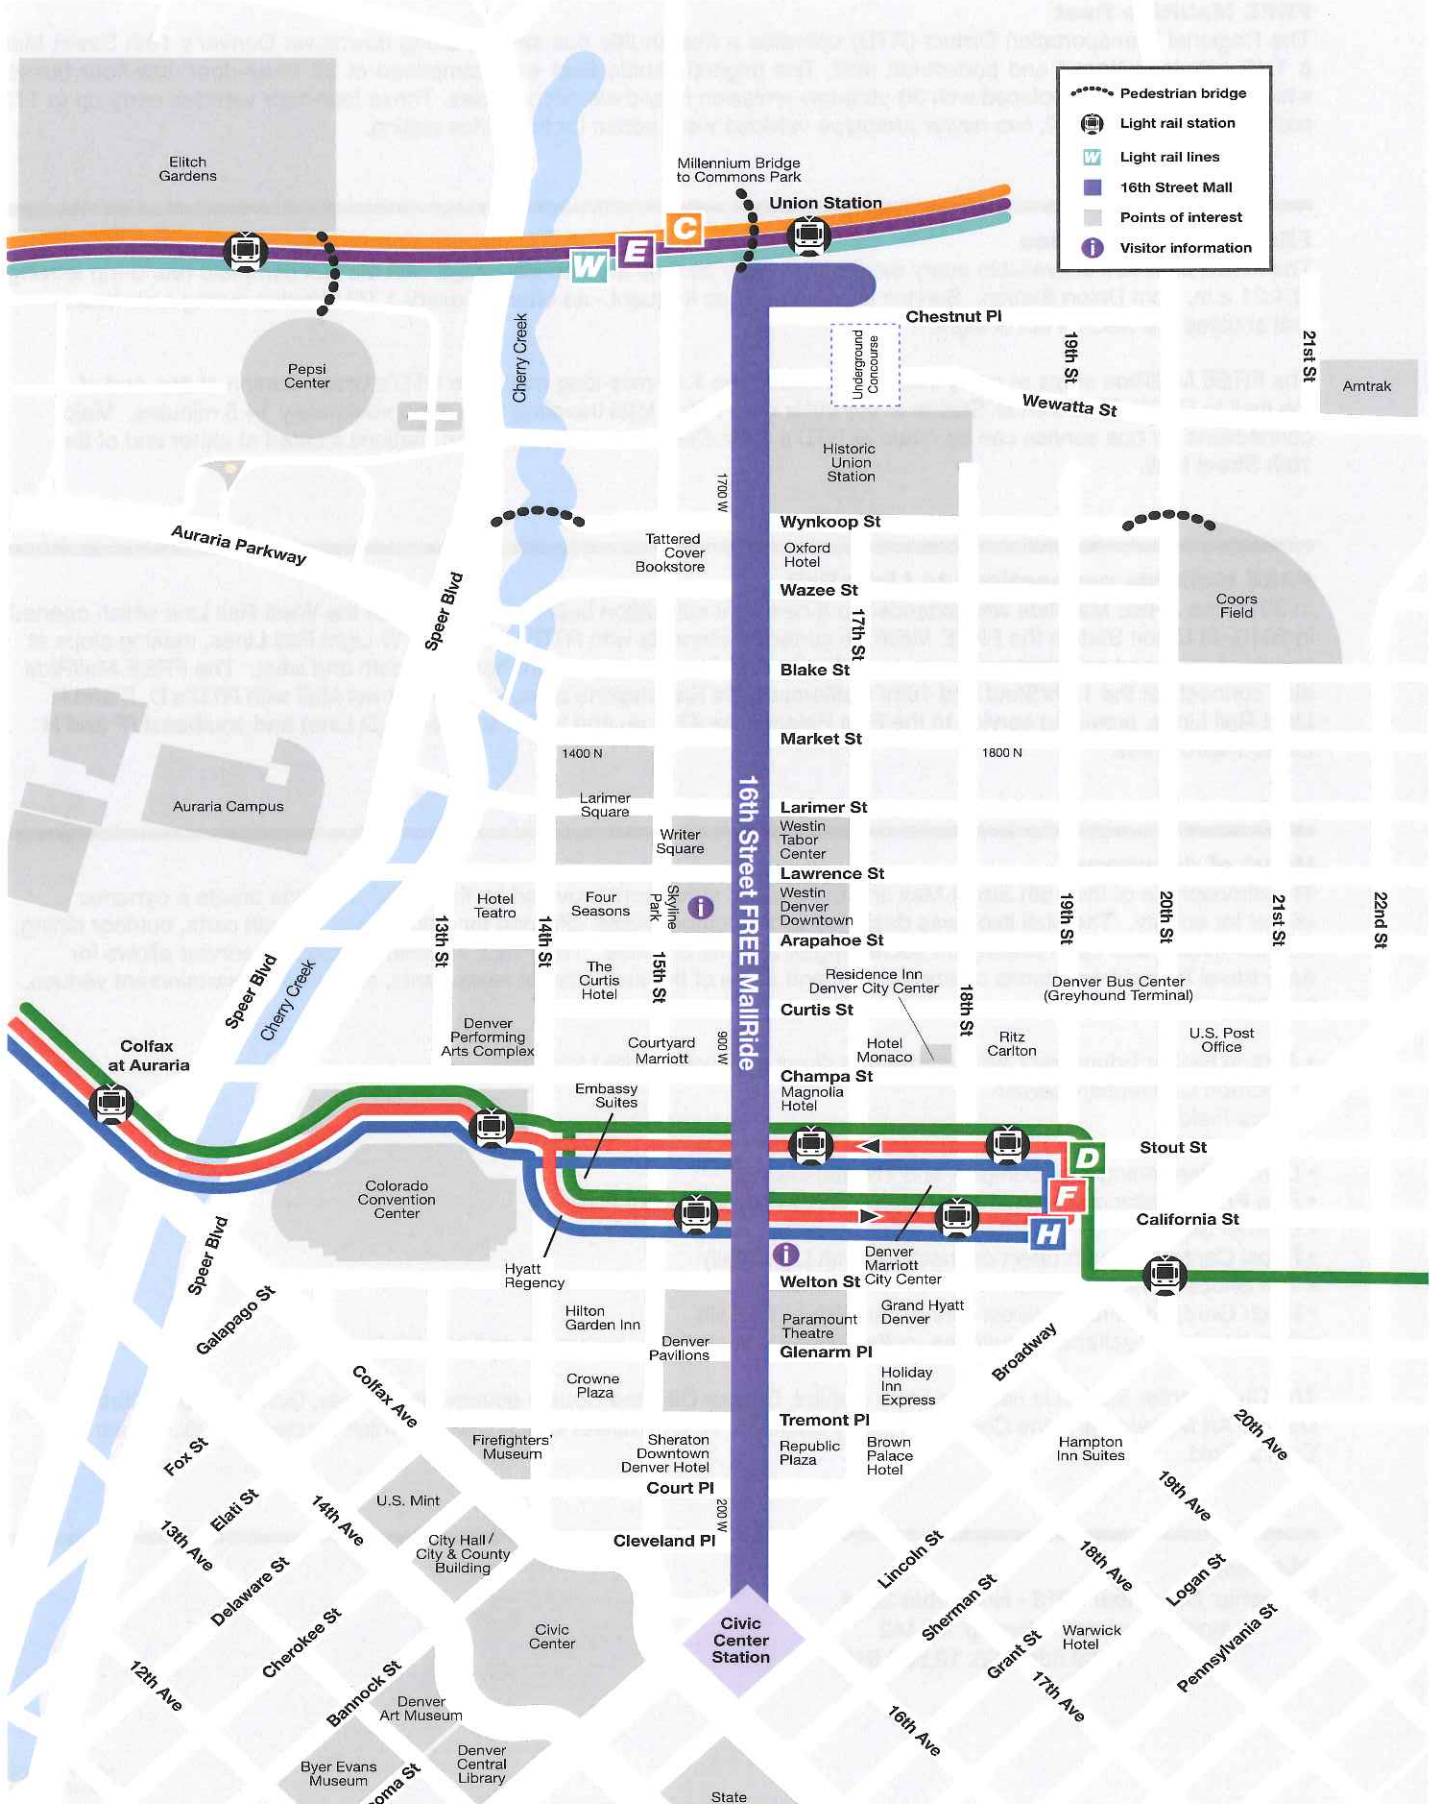 Pedestrian bridge
Light rail station
W Light rail lines
16th Street Mall
Points of interest
i Visitor information
Elitch
Gardens
Millennium Bridge
to Commons Park
Union Station
C
E
W
Chestnut Pl
Underground
Concourse
19th St
21st St
Amtrak
Wewatta St
Pepsi
Center
Cherry Creek
Historic
Union
Station
1700 W
Wynkoop St
Auraria Parkway
Tattered
Cover
Bookstore
Oxford
Hotel
Wazee St
Coors
Field
Speer Blvd
17th St
Blake St
Market St
1400 N
1800 N
16th Street FREE MallRide
Auraria Campus
Larimer
Square
Larimer St
Writer
Square
Westin
Tabor
Center
Lawrence St
Hotel
Teatro
Four
Seasons
Skyline
Park
i
Westin
Denver
Downtown
Arapahoe St
13th St
14th St
15th St
19th St
20th St
21st St
22nd St
Speer Blvd
Cherry Creek
The
Curtis
Hotel
Residence Inn
Denver City Center
Denver Bus Center
(Greyhound Terminal)
Curtis St
18th St
Denver
Performing
Arts Complex
Courtyard
Marriott
900 W
Hotel
Monaco
Ritz
Carlton
U.S. Post
Office
Colfax
at Auraria
Champa St
Magnolia
Hotel
Embassy
Suites
Stout St
D
F
H
Colorado
Convention
Center
California St
Speer Blvd
Hyatt
Regency
i
Denver
Marriott
City Center
Welton St
Galapago St
Hilton
Garden Inn
Paramount
Theatre
Grand Hyatt
Denver
Denver
Pavilions
Glenarm Pl
Broadway
Colfax Ave
Crowne
Plaza
Holiday
Inn
Express
Tremont Pl
20th Ave
Fox St
Firefighters'
Museum
Sheraton
Downtown
Denver Hotel
Republic
Plaza
Brown
Palace
Hotel
Hampton
Inn Suites
Court Pl
19th Ave
Elati St
U.S. Mint
14th Ave
200 W
13th Ave
City Hall /
City & County
Building
Cleveland Pl
Lincoln St
18th Ave
Logan St
Delaware St
Sherman St
Civic
Center
Civic
Center
Station
Cherokee St
Grant St
Warwick
Hotel
Pennsylvania St
12th Ave
Bannock St
17th Ave
Denver
Art Museum
16th Ave
Byer Evans
Museum
Denver
Central
Library
oma St
State